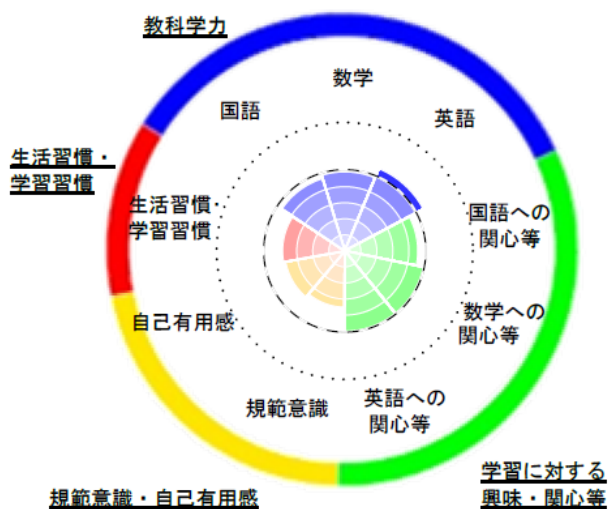 教科学力
数学
国語
英語
生活習慣・
学習習慣
生活習慣・
学習習慣
国語への
関心等
自己有用感
数学への
関心等
規範意識
英語への
関心等
規範意識・自己有用感
学習に対する
興味・関心等